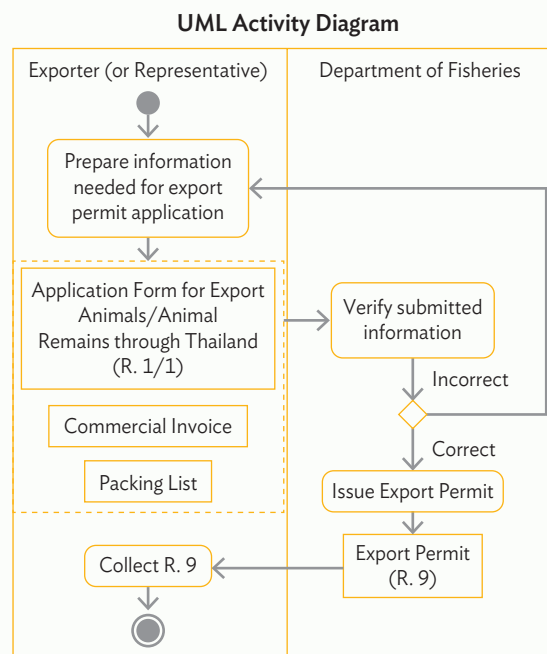 UML Activity Diagram
Exporter (or Representative)
Department of Fisheries
Prepare information
needed for export
permit application
Application Form for Export
Animals/Animal
Remains through Thailand
(R. 1/1)
Commercial Invoice
Packing List
Verify submitted
information
Incorrect
Correct
Issue Export Permit
Export Permit
(R. 9)
Collect R. 9